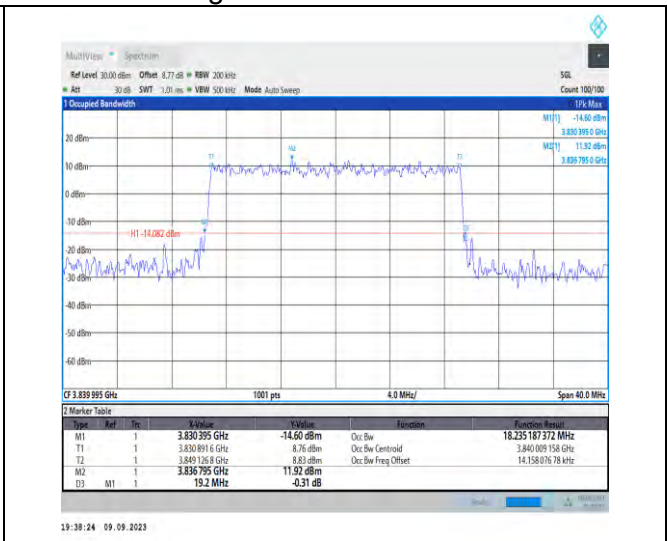 MultiView Spectrum
Ref Level 30.00 dBm Offset 8.77 dB RBW 200 kHz SGL
Att 30 dB SWT 1.01 ms VBW 500 kHz Mode Auto Sweep Count 100/100
1 Occupied Bandwidth 1Pk Max
M1[1] -14.60 dBm
3.830 395 0 GHz
M2[1] 11.92 dBm
3.836 795 0 GHz
20 dBm
M2
T1
T2
10 dBm
0 dBm
-10 dBm
H1 -14.082 dBm
-20 dBm
-30 dBm
-40 dBm
-50 dBm
-60 dBm
CF 3.839 995 GHz 1001 pts 4.0 MHz/ Span 40.0 MHz
2 Marker Table
Type Ref Trc X-Value Y-Value Function Function Result
M1 1 3.830 395 GHz -14.60 dBm Occ Bw 18.235 187 372 MHz
T1 1 3.830 891 6 GHz 8.76 dBm Occ Bw Centroid 3.840 009 158 GHz
T2 1 3.849 126 8 GHz 8.83 dBm Occ Bw Freq Offset 14.158 076 78 kHz
M2 1 3.836 795 GHz 11.92 dBm
D3 M1 1 19.2 MHz -0.31 dB
19:38:24 09.09.2023